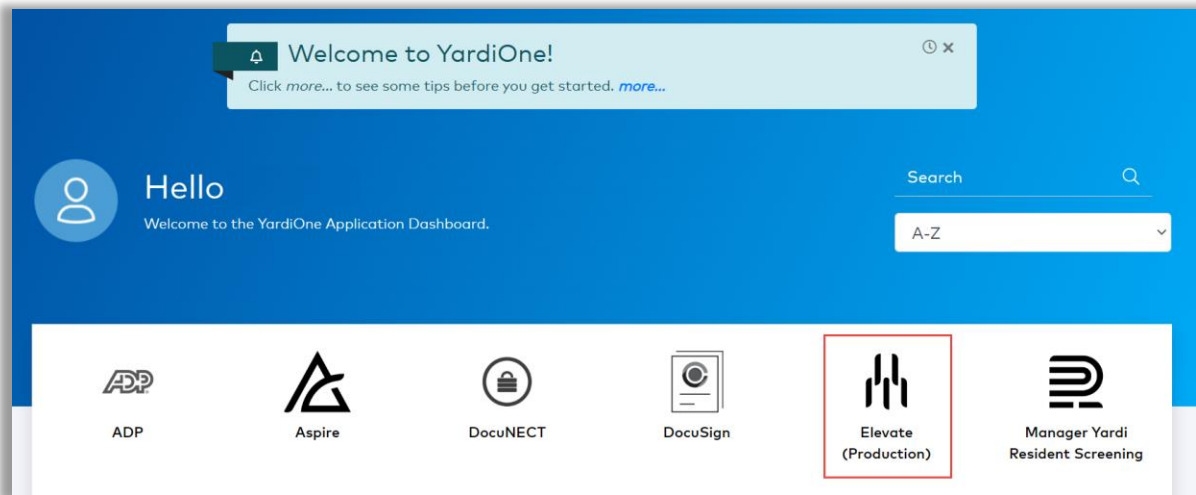 Welcome to YardiOne!
Click more... to see some tips before you get started. more...
Hello
Welcome to the YardiOne Application Dashboard.
Search
A-Z
ADP
ADP
Aspire
DocuNECT
DocuSign
Elevate
(Production)
Manager Yardi
Resident Screening